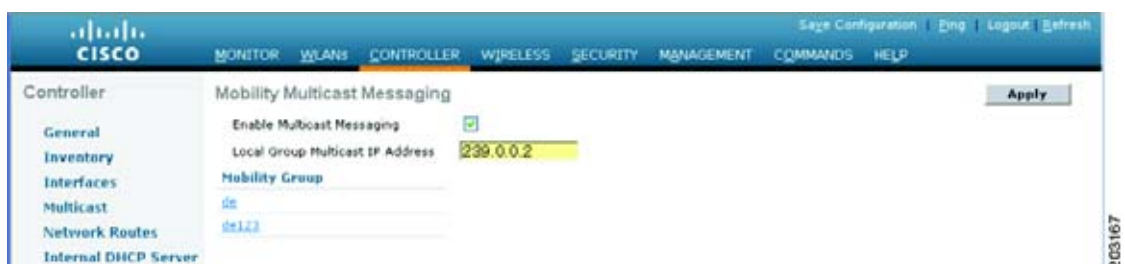 Save Configuration | Ping | Logout | Refresh
CISCO
MONITOR WLANs CONTROLLER WIRELESS SECURITY MANAGEMENT COMMANDS HELP
Controller
General
Inventory
Interfaces
Multicast
Network Routes
Internal DHCP Server
Mobility Multicast Messaging
Apply
Enable Multicast Messaging
Local Group Multicast IP Address 239.0.0.2
Mobility Group
de
de123
203167